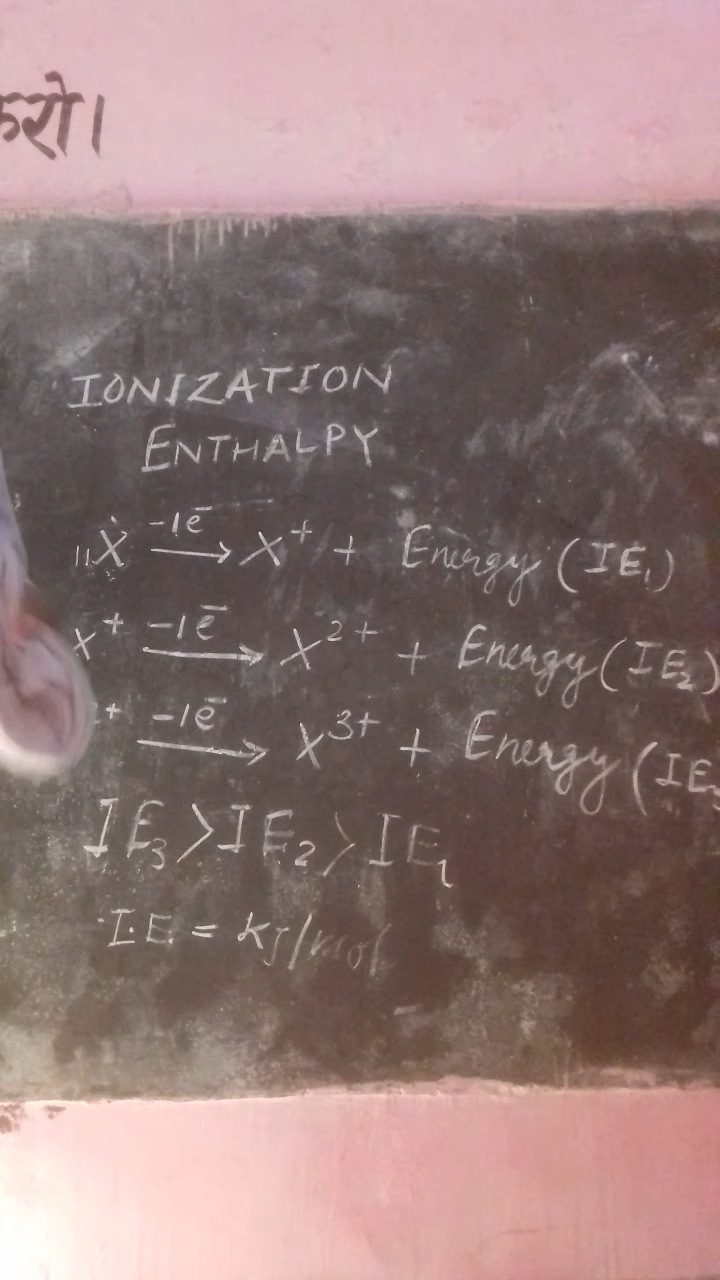 करो।
IONIZATION
ENTHALPY
₁₁X -1e⁻ → X⁺ + Energy (IE₁)
X⁺ -1e⁻ → X²⁺ + Energy (IE₂)
⁺ -1e⁻ → X³⁺ + Energy (IE₃
IE₃ > IE₂ > IE₁
I.E. = kJ/mol